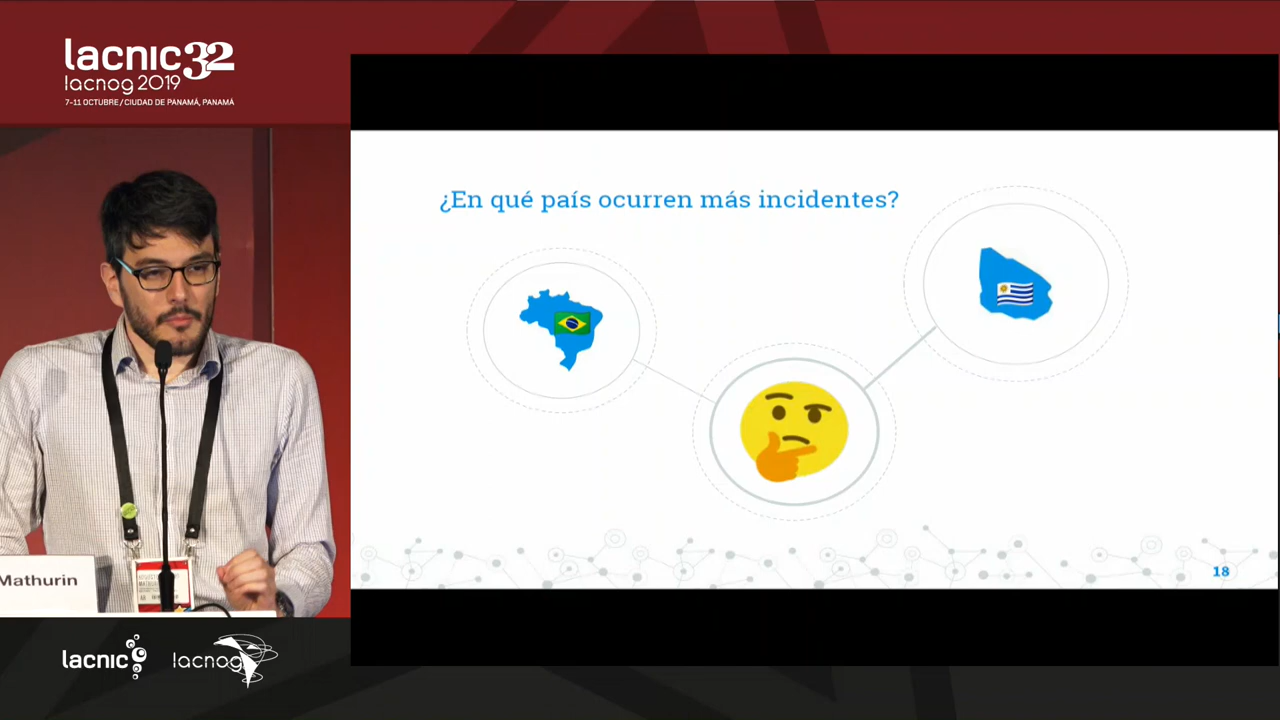 lacnic32
lacnog 2019
7-11 OCTUBRE / CIUDAD DE PANAMÁ, PANAMÁ
¿En qué país ocurren más incidentes?
18
Mathurin
lacnic
lacnog